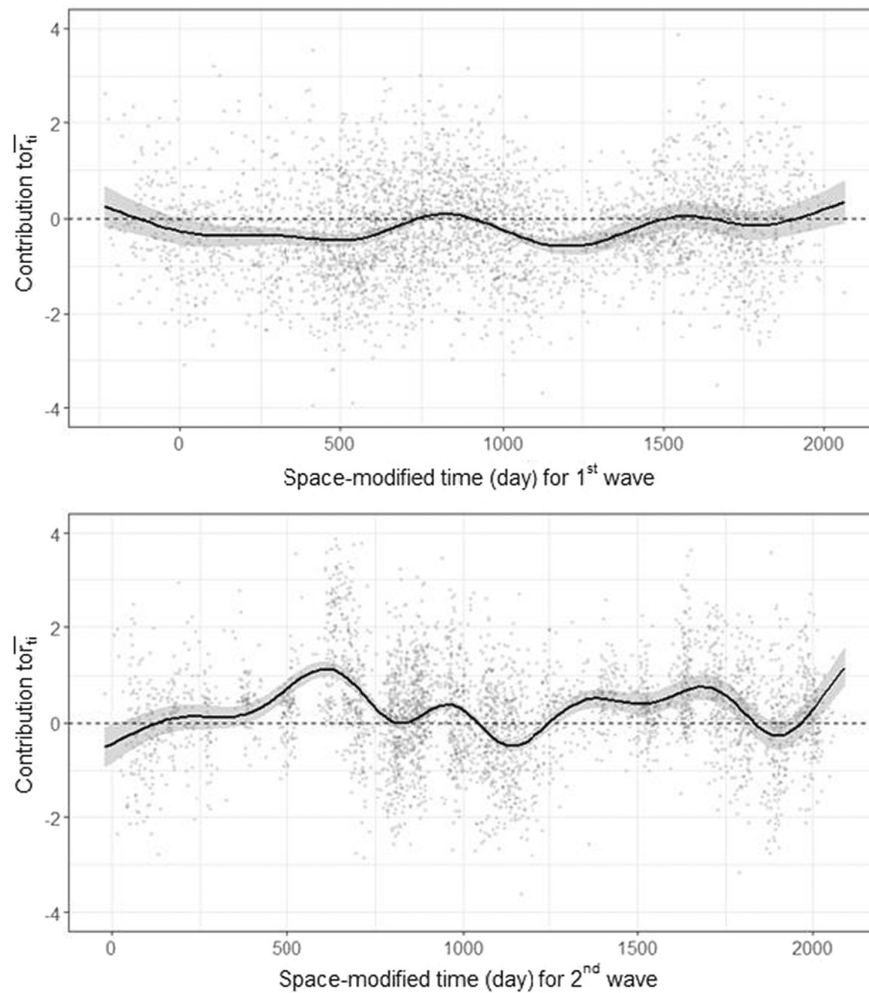 4
2
0
-2
-4
Contribution tor̅ₜᵢ
0 500 1000 1500 2000
Space-modified time (day) for 1ˢᵗ wave
4
2
0
-2
-4
Contribution tor̅ₜᵢ
0 500 1000 1500 2000
Space-modified time (day) for 2ⁿᵈ wave